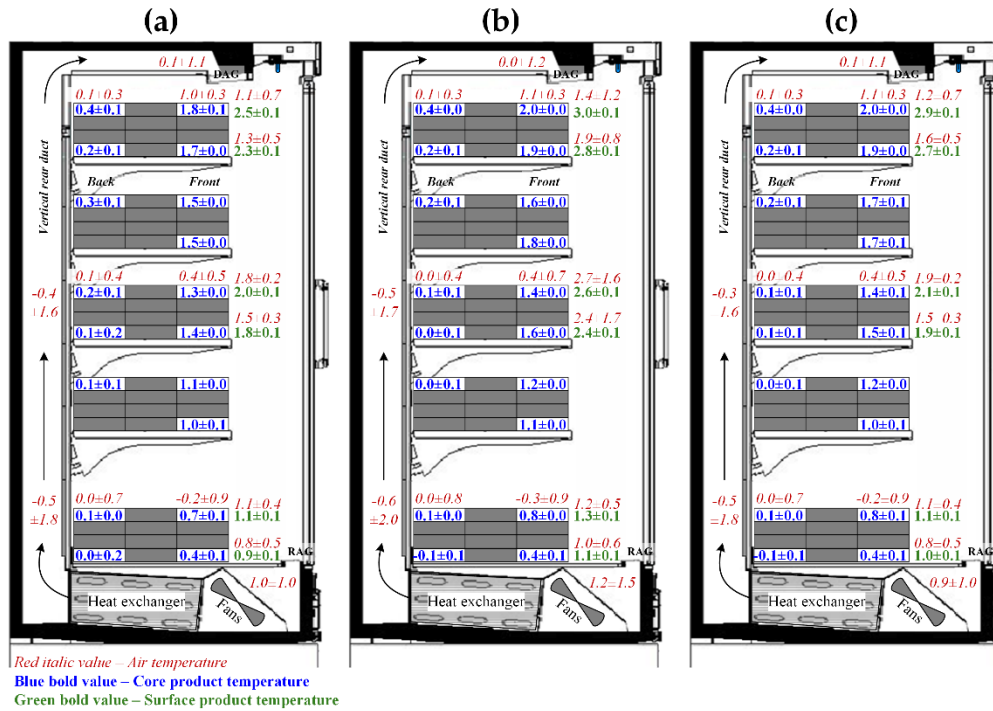 (a) (b) (c)
0.1±1.1 0.0±1.2 0.1±1.1
DAG DAG DAG
0.1±0.3 1.0±0.3 1.1±0.7 0.1±0.3 1.1±0.3 1.4±1.2 0.1±0.3 1.1±0.3 1.2±0.7
0.4±0.1 1.8±0.1 2.5±0.1 0.4±0.0 2.0±0.0 3.0±0.1 0.4±0.0 2.0±0.0 2.9±0.1
1.3±0.5 1.9±0.8 1.6±0.5
0.2±0.1 1.7±0.0 2.3±0.1 0.2±0.1 1.9±0.0 2.8±0.1 0.2±0.1 1.9±0.0 2.7±0.1
Vertical rear duct Vertical rear duct Vertical rear duct
Back Front Back Front Back Front
0.3±0.1 1.5±0.0 0.2±0.1 1.6±0.0 0.2±0.1 1.7±0.1
1.5±0.0 1.8±0.0 1.7±0.1
0.1±0.4 0.4±0.5 1.8±0.2 0.0±0.4 0.4±0.7 2.7±1.6 0.0±0.4 0.4±0.5 1.9±0.2
-0.4 0.2±0.1 1.3±0.0 2.0±0.1 -0.5 0.1±0.1 1.4±0.0 2.6±0.1 -0.3 0.1±0.1 1.4±0.1 2.1±0.1
±1.6 1.5±0.3 ±1.7 2.4±1.7 ±1.6 1.5±0.3
0.1±0.2 1.4±0.0 1.8±0.1 0.0±0.1 1.6±0.0 2.4±0.1 0.1±0.1 1.5±0.1 1.9±0.1
0.1±0.1 1.1±0.0 0.0±0.1 1.2±0.0 0.0±0.1 1.2±0.0
1.0±0.1 1.1±0.0 1.0±0.1
-0.5 0.0±0.7 -0.2±0.9 1.1±0.4 -0.6 0.0±0.8 -0.3±0.9 1.2±0.5 -0.5 0.0±0.7 -0.2±0.9 1.1±0.4
±1.8 0.1±0.0 0.7±0.1 1.1±0.1 ±2.0 0.1±0.0 0.8±0.0 1.3±0.1 ±1.8 0.1±0.0 0.8±0.1 1.1±0.1
0.8±0.5 1.0±0.6 0.8±0.5
0.0±0.2 0.4±0.1 0.9±0.1 RAG -0.1±0.1 0.4±0.1 1.1±0.1 RAG -0.1±0.1 0.4±0.1 1.0±0.1 RAG
1.0±1.0 1.2±1.5 0.9±1.0
Heat exchanger Fans Heat exchanger Fans Heat exchanger Fans
Red italic value – Air temperature
Blue bold value – Core product temperature
Green bold value – Surface product temperature